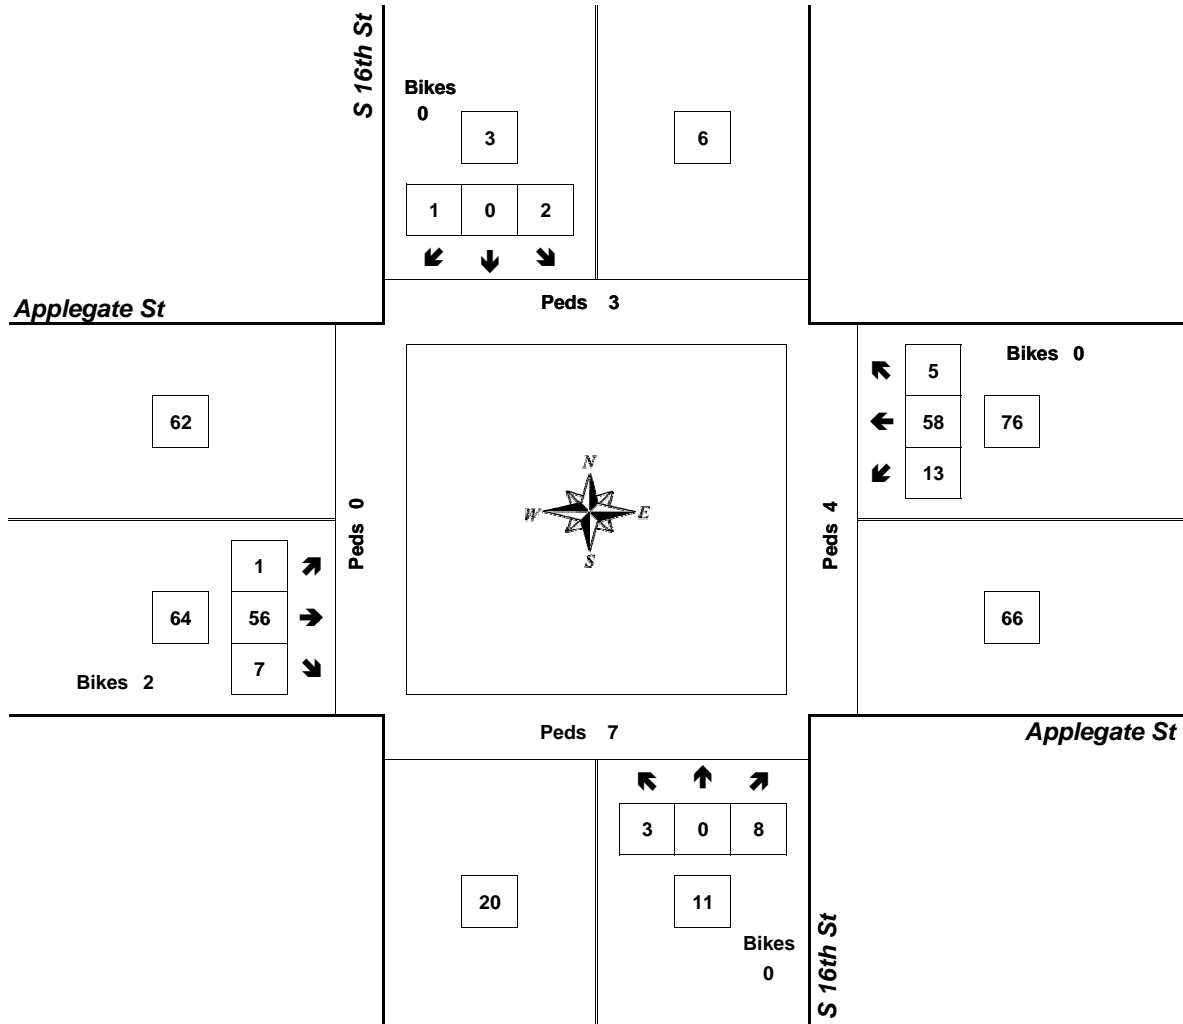 S 16th St
Bikes
0
3
6
1 0 2
Peds 3
Applegate St
Bikes 0
5
62
58 76
13
N
W E
S
Peds 0
Peds 4
1
64 56
7
Bikes 2
66
Peds 7
Applegate St
3 0 8
20
11
Bikes
0
S 16th St